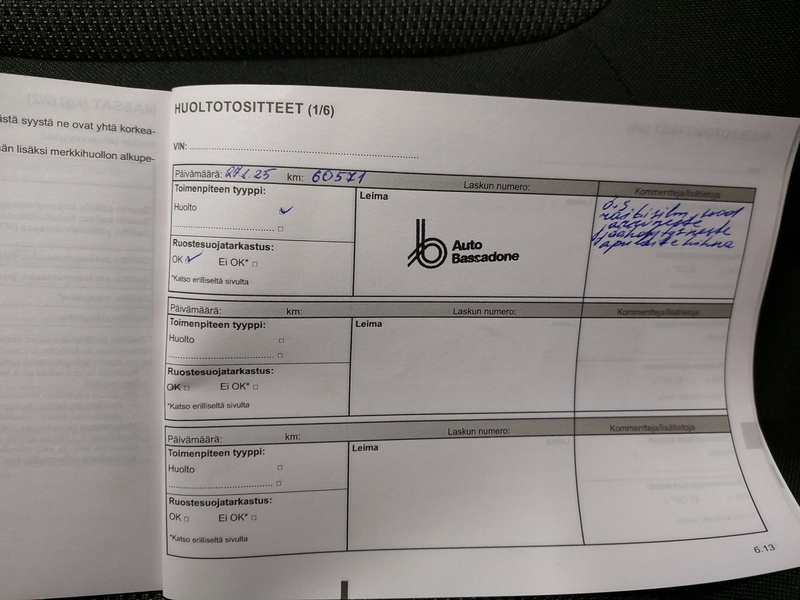 ästä syystä ne ovat yhtä korkea-
än lisäksi merkkihuollon alkupe-
HUOLTOTOSITTEET (1/6)
VIN:
Päivämäärä: km: 60571 Laskun numero: Kommentteja/lisätietoja
Toimenpiteen tyyppi:
Huolto
Ruostesuojatarkastus:
OK Ei OK*
*Katso erilliseltä sivulta
Leima
Auto
Bassadone
jarruneste
jäähdytysneste
apulaitehihna
Päivämäärä: km: Laskun numero: Kommentteja/lisätietoja
Toimenpiteen tyyppi:
Huolto
Ruostesuojatarkastus:
OK Ei OK*
*Katso erilliseltä sivulta
Leima
Päivämäärä: km: Laskun numero: Kommentteja/lisätietoja
Toimenpiteen tyyppi:
Huolto
Ruostesuojatarkastus:
OK Ei OK*
*Katso erilliseltä sivulta
Leima
6.13